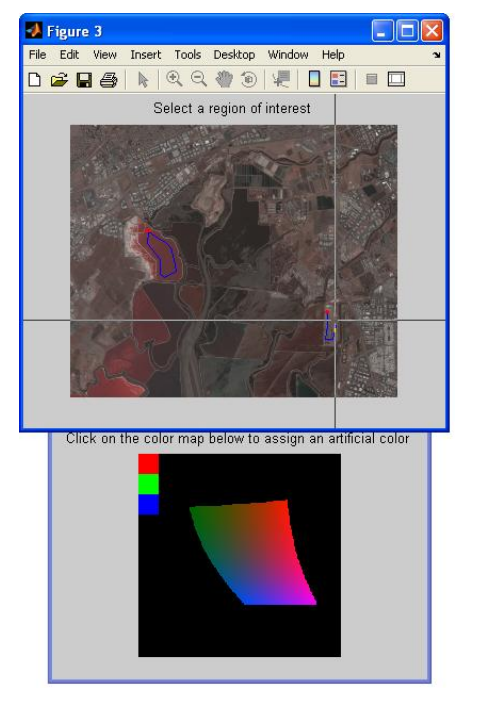 Figure 3
File Edit View Insert Tools Desktop Window Help
Select a region of interest
Click on the color map below to assign an artificial color